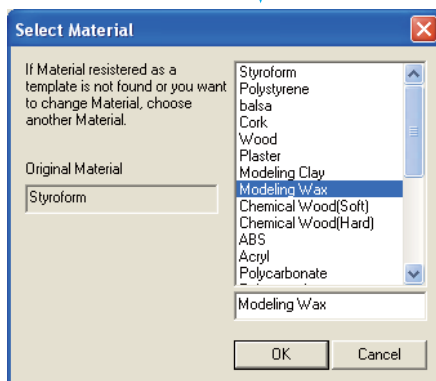 Select Material
If Material resistered as a
template is not found or you want
to change Material, choose
another Material.
Original Material
Styroform
Styroform
Polystyrene
balsa
Cork
Wood
Plaster
Modeling Clay
Modeling Wax
Chemical Wood(Soft)
Chemical Wood(Hard)
ABS
Acryl
Polycarbonate
Modeling Wax
OK
Cancel